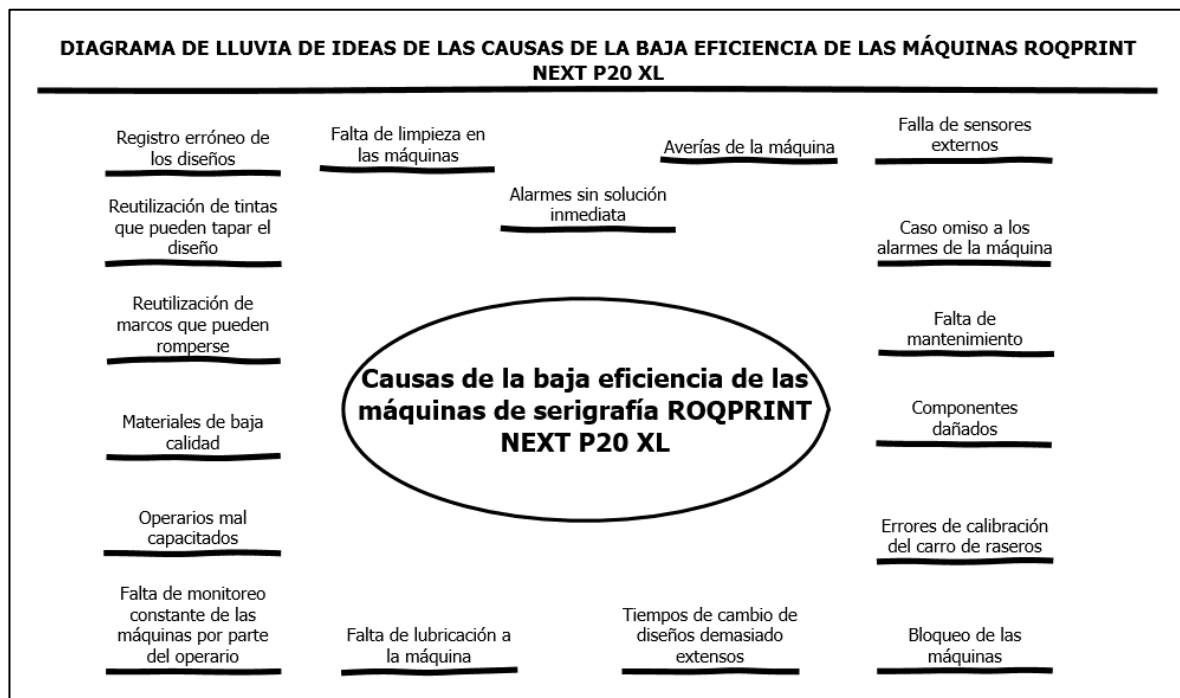 DIAGRAMA DE LLUVIA DE IDEAS DE LAS CAUSAS DE LA BAJA EFICIENCIA DE LAS MÁQUINAS ROQPRINT
NEXT P20 XL
Registro erróneo de
los diseños
Falta de limpieza en
las máquinas
Averías de la máquina
Falla de sensores
externos
Reutilización de tintas
que pueden tapar el
diseño
Alarmes sin solución
inmediata
Caso omiso a los
alarmes de la máquina
Reutilización de
marcos que pueden
romperse
Falta de
mantenimiento
Causas de la baja eficiencia de las
máquinas de serigrafía ROQPRINT
NEXT P20 XL
Materiales de baja
calidad
Componentes
dañados
Operarios mal
capacitados
Errores de calibración
del carro de raseros
Falta de monitoreo
constante de las
máquinas por parte
del operario
Falta de lubricación a
la máquina
Tiempos de cambio de
diseños demasiado
extensos
Bloqueo de las
máquinas